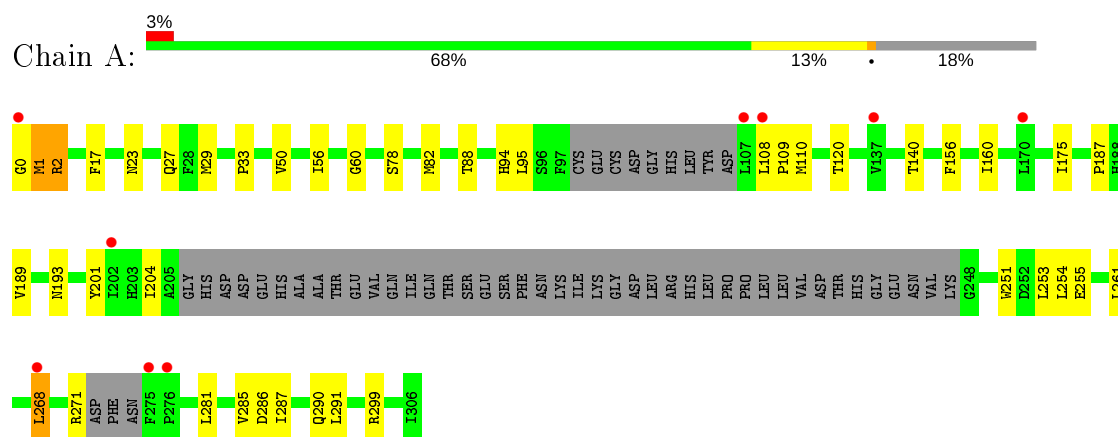 3%
Chain A:
68% 13% • 18%
G0 M1 R2 F17 N23 Q27 F28 M29 P33 V50 I56 G60 S78 M82 T88 H94 L95 S96 F97 CYS GLU CYS ASP GLY HIS LEU TYR ASP L107 L108 P109 M110 T120 V137 T140 F156 I160 L170 I175 P187 H188
V189 N193 Y201 I202 H203 I204 A205 GLY HIS ASP ASP GLU HIS ALA ALA THR GLU VAL GLN ILE GLN THR SER GLU SER PHE ASN LYS ILE LYS GLY ASP LEU ARG HIS LEU PRO PRO LEU LEU VAL ASP THR HIS GLY GLU ASN VAL LYS G248 W251 D252 L253 L254 E255 L261
L268 R271 ASP PHE ASN F275 P276 L281 V285 D286 I287 Q290 L291 R299 I306